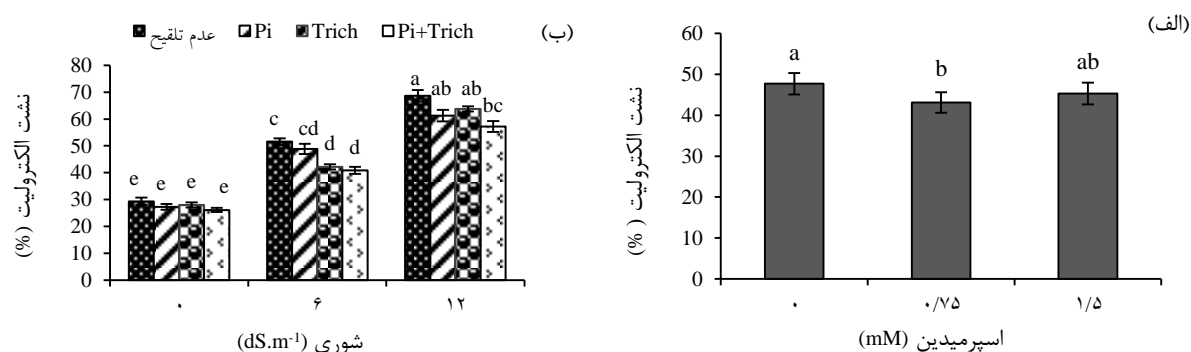 (الف)
نشت الکترولیت (%)
60
50
40
30
20
10
0
a b ab
۰ ۰/۷۵ ۱/۵
اسپرمیدین (mM)
(ب)
عدم تلقیح Pi Trich Pi+Trich
نشت الکترولیت (%)
80
70
60
50
40
30
20
10
0
e e e e
c cd d d
a ab ab bc
۰ ۶ ۱۲
شوری (dS.m-1)